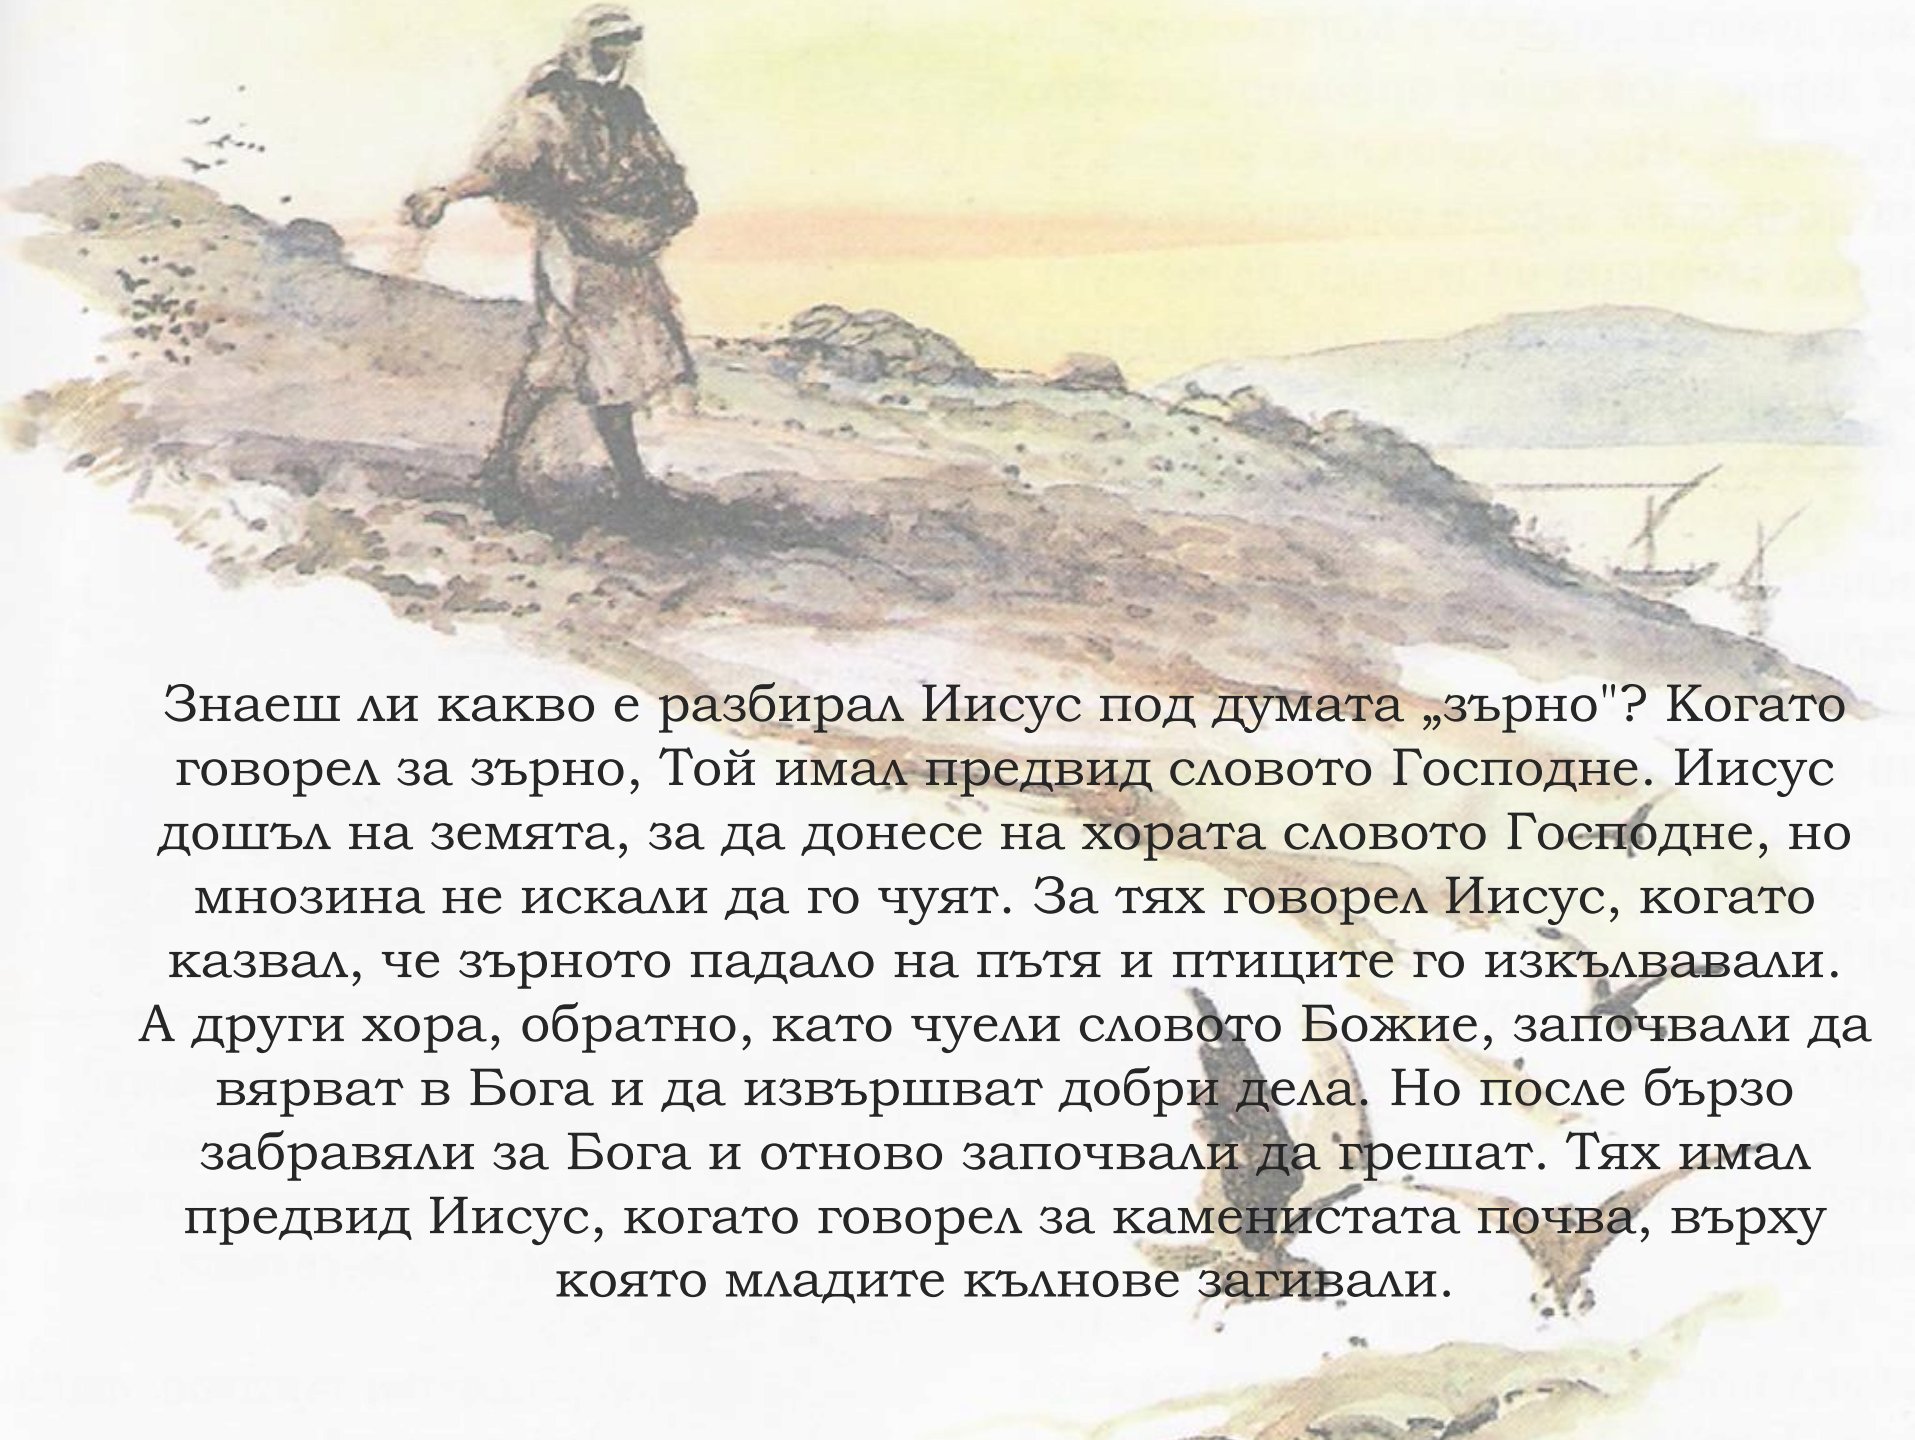 Знаеш ли какво е разбирал Иисус под думата „зърно"? Когато
говорел за зърно, Той имал предвид словото Господне. Иисус
дошъл на земята, за да донесе на хората словото Господне, но
мнозина не искали да го чуят. За тях говорел Иисус, когато
казвал, че зърното падало на пътя и птиците го изкълвавали.
А други хора, обратно, като чуели словото Божие, започвали да
вярват в Бога и да извършват добри дела. Но после бързо
забравяли за Бога и отново започвали да грешат. Тях имал
предвид Иисус, когато говорел за каменистата почва, върху
която младите кълнове загивали.